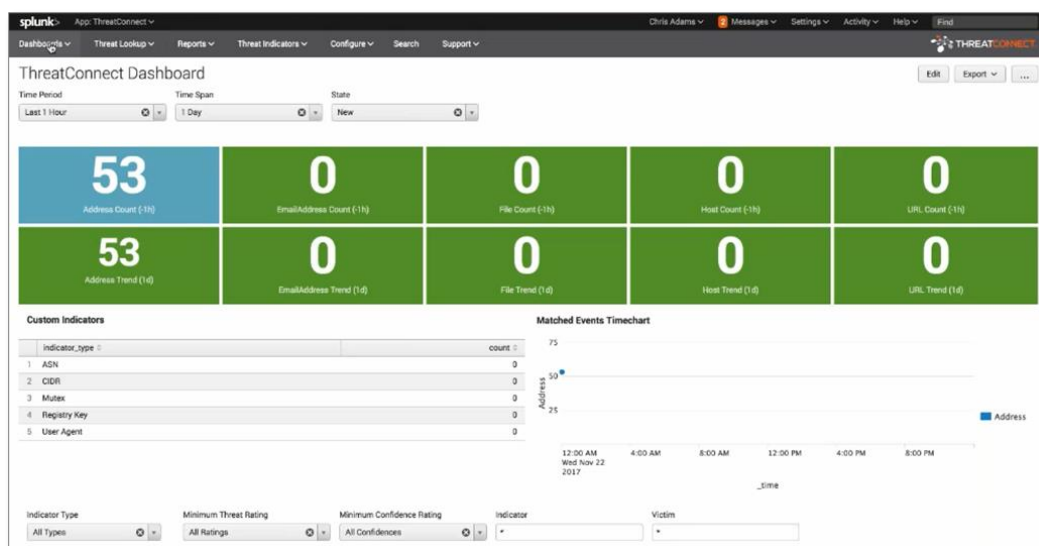 splunk> App: ThreatConnect Chris Adams 2 Messages Settings Activity Help Find
Dashboards Threat Lookup Reports Threat Indicators Configure Search Support THREATCONNECT
ThreatConnect Dashboard Edit Export ...
Time Period Time Span State
Last 1 Hour 1 Day New
53 0 0 0 0
Address Count (-1h) EmailAddress Count (-1h) File Count (-1h) Host Count (-1h) URL Count (-1h)
53 0 0 0 0
Address Trend (1d) EmailAddress Trend (1d) File Trend (1d) Host Trend (1d) URL Trend (1d)
Custom Indicators Matched Events Timechart
indicator_type count
1 ASN 0
2 CIDR 0
3 Mutex 0
4 Registry Key 0
5 User Agent 0
75
50
25
Address
Address
12:00 AM 4:00 AM 8:00 AM 12:00 PM 4:00 PM 8:00 PM
Wed Nov 22
2017
_time
Indicator Type Minimum Threat Rating Minimum Confidence Rating Indicator Victim
All Types All Ratings All Confidences * *